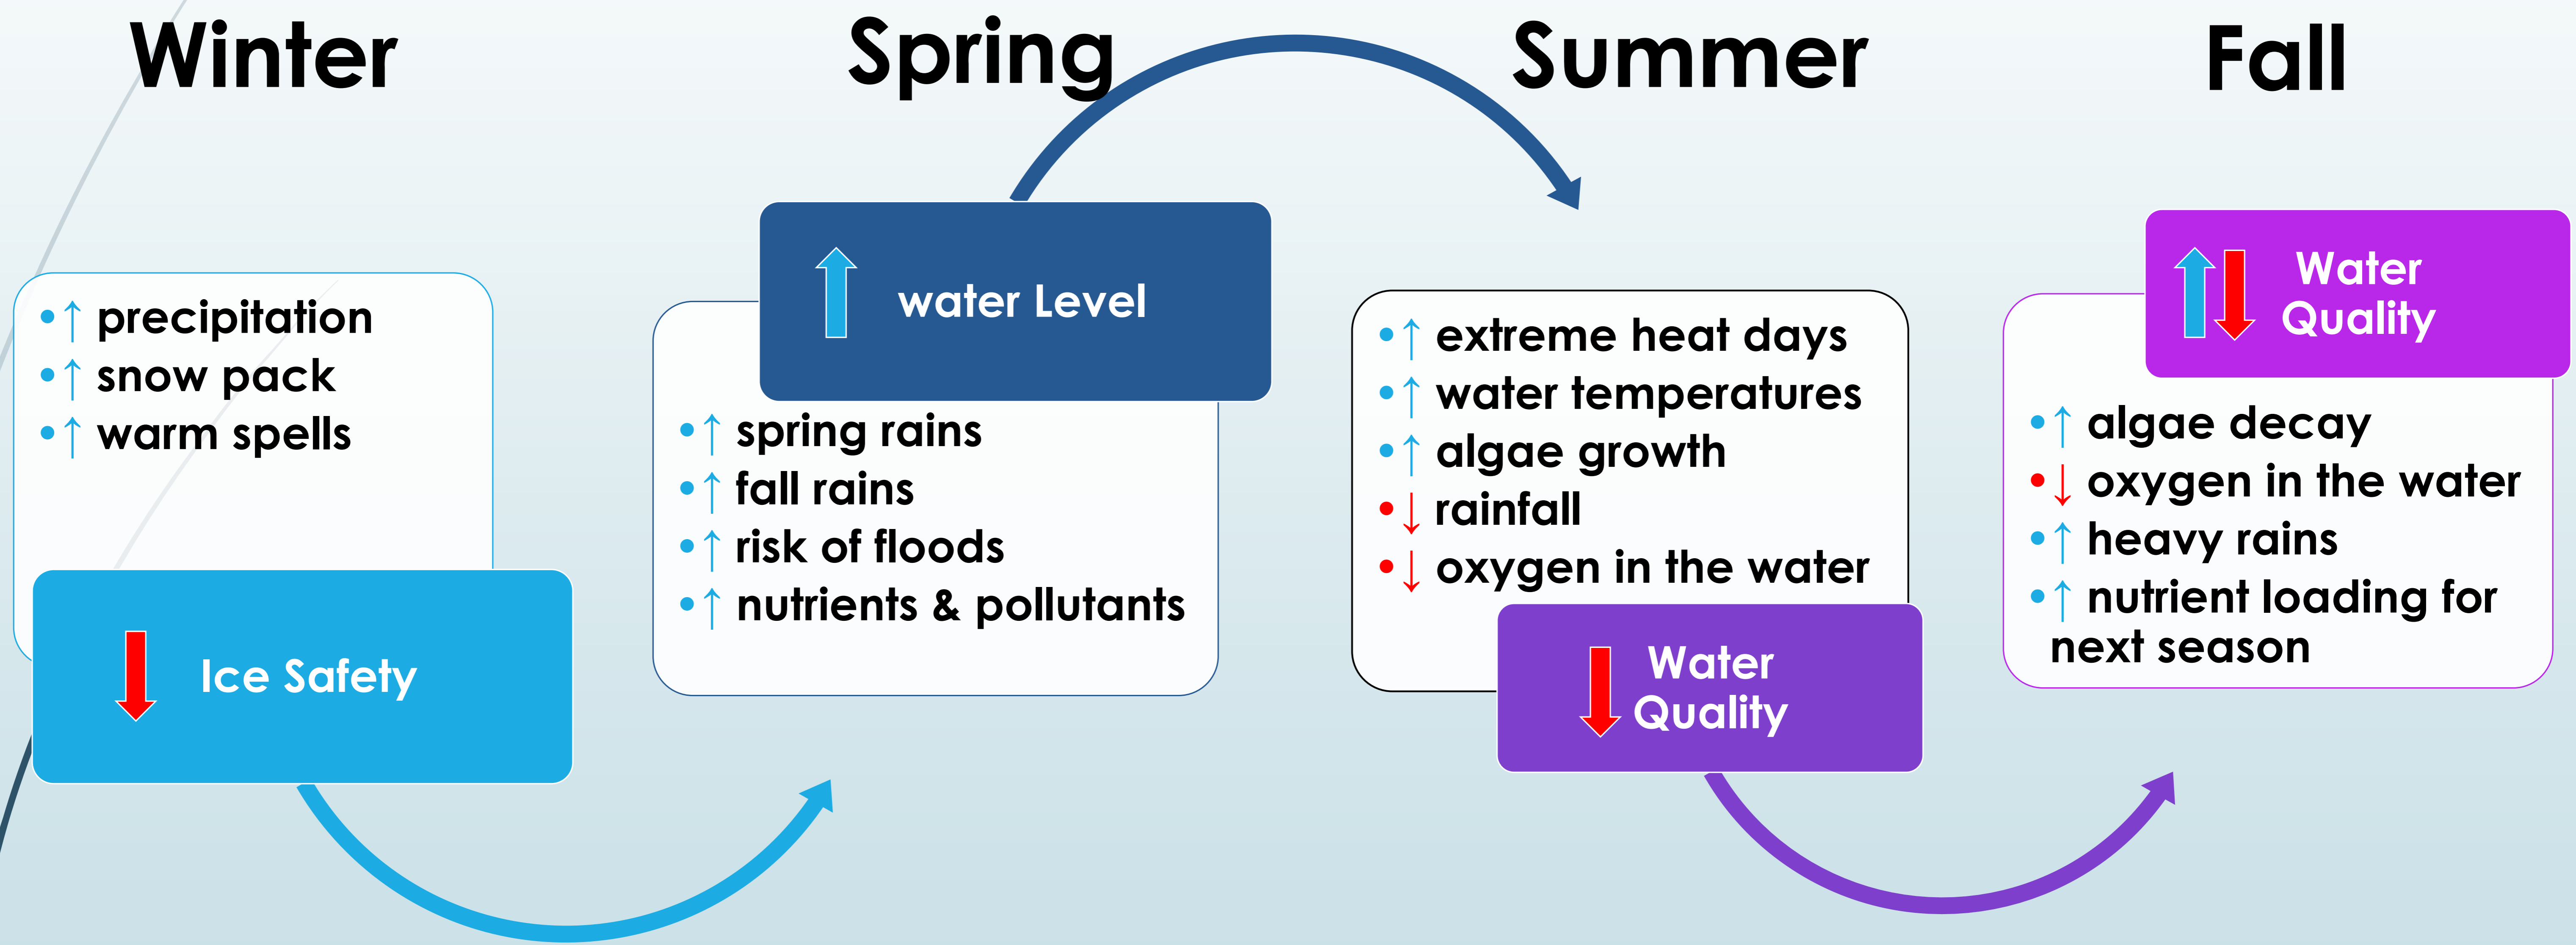 Winter
•↑ precipitation
•↑ snow pack
•↑ warm spells
Ice Safety
Spring
water Level
•↑ spring rains
•↑ fall rains
•↑ risk of floods
•↑ nutrients & pollutants
Summer
•↑ extreme heat days
•↑ water temperatures
•↑ algae growth
•↓ rainfall
•↓ oxygen in the water
Water
Quality
Fall
Water
Quality
•↑ algae decay
•↓ oxygen in the water
•↑ heavy rains
•↑ nutrient loading for
next season